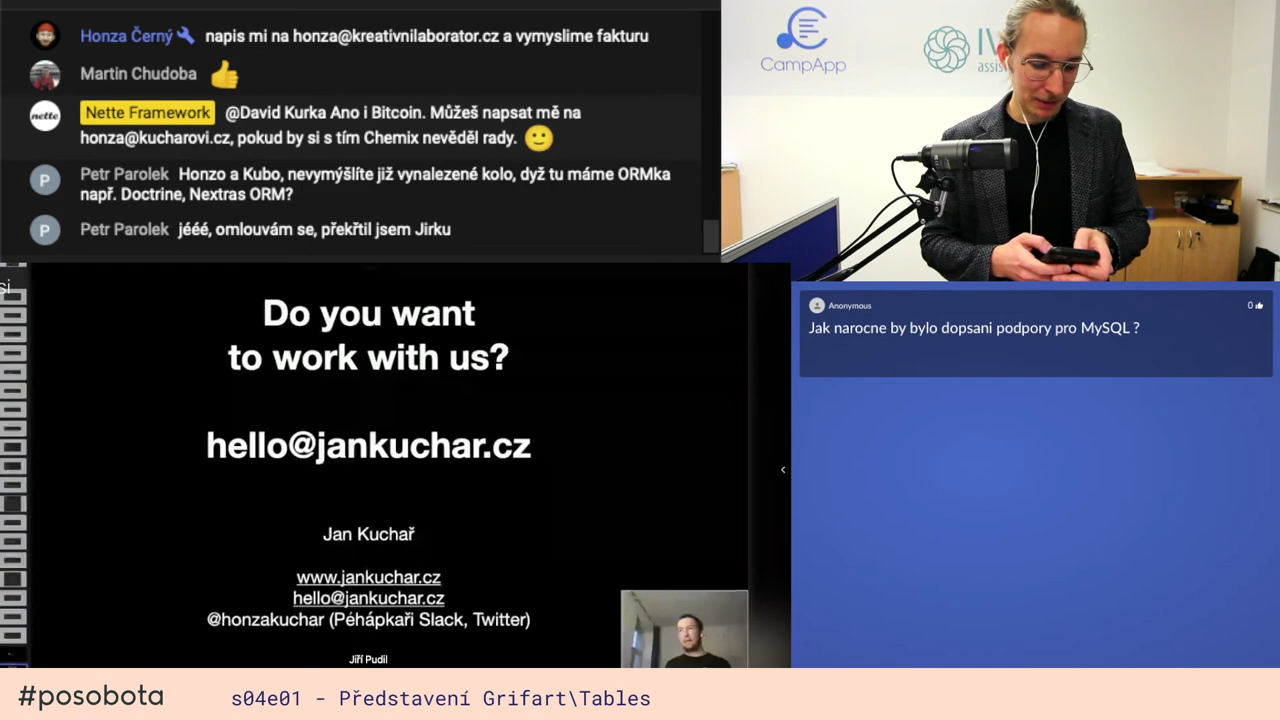 Honza Černý napis mi na honza@kreativnilaborator.cz a vymyslime fakturu
Martin Chudoba
Nette Framework @David Kurka Ano i Bitcoin. Můžeš napsat mě na
honza@kucharovi.cz, pokud by si s tím Chemix nevěděl rady.
Petr Parolek Honzo a Kubo, nevymýšlíte již vynalezené kolo, dyž tu máme ORMka
např. Doctrine, Nextras ORM?
Petr Parolek jééé, omlouvám se, překřtil jsem Jirku
nette
P
P
CampApp
IV
assis
si
Do you want
to work with us?
hello@jankuchar.cz
Jan Kuchař
www.jankuchar.cz
hello@jankuchar.cz
@honzakuchar (Péhápkaři Slack, Twitter)
Jiří Pudil
Anonymous 0
Jak narocne by bylo dopsani podpory pro MySQL ?
#posobota s04e01 - Představení Grifart\Tables